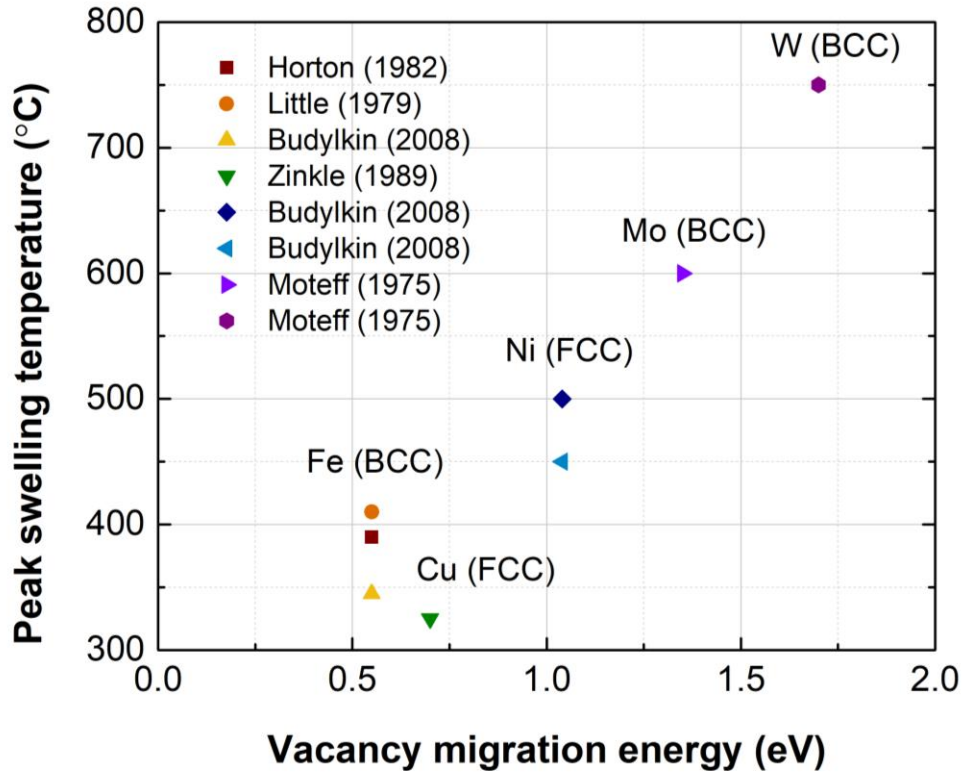 800
700
600
500
400
300
Peak swelling temperature (°C)
Horton (1982)
Little (1979)
Budylkin (2008)
Zinkle (1989)
Budylkin (2008)
Budylkin (2008)
Moteff (1975)
Moteff (1975)
W (BCC)
Mo (BCC)
Ni (FCC)
Fe (BCC)
Cu (FCC)
0.0 0.5 1.0 1.5 2.0
Vacancy migration energy (eV)